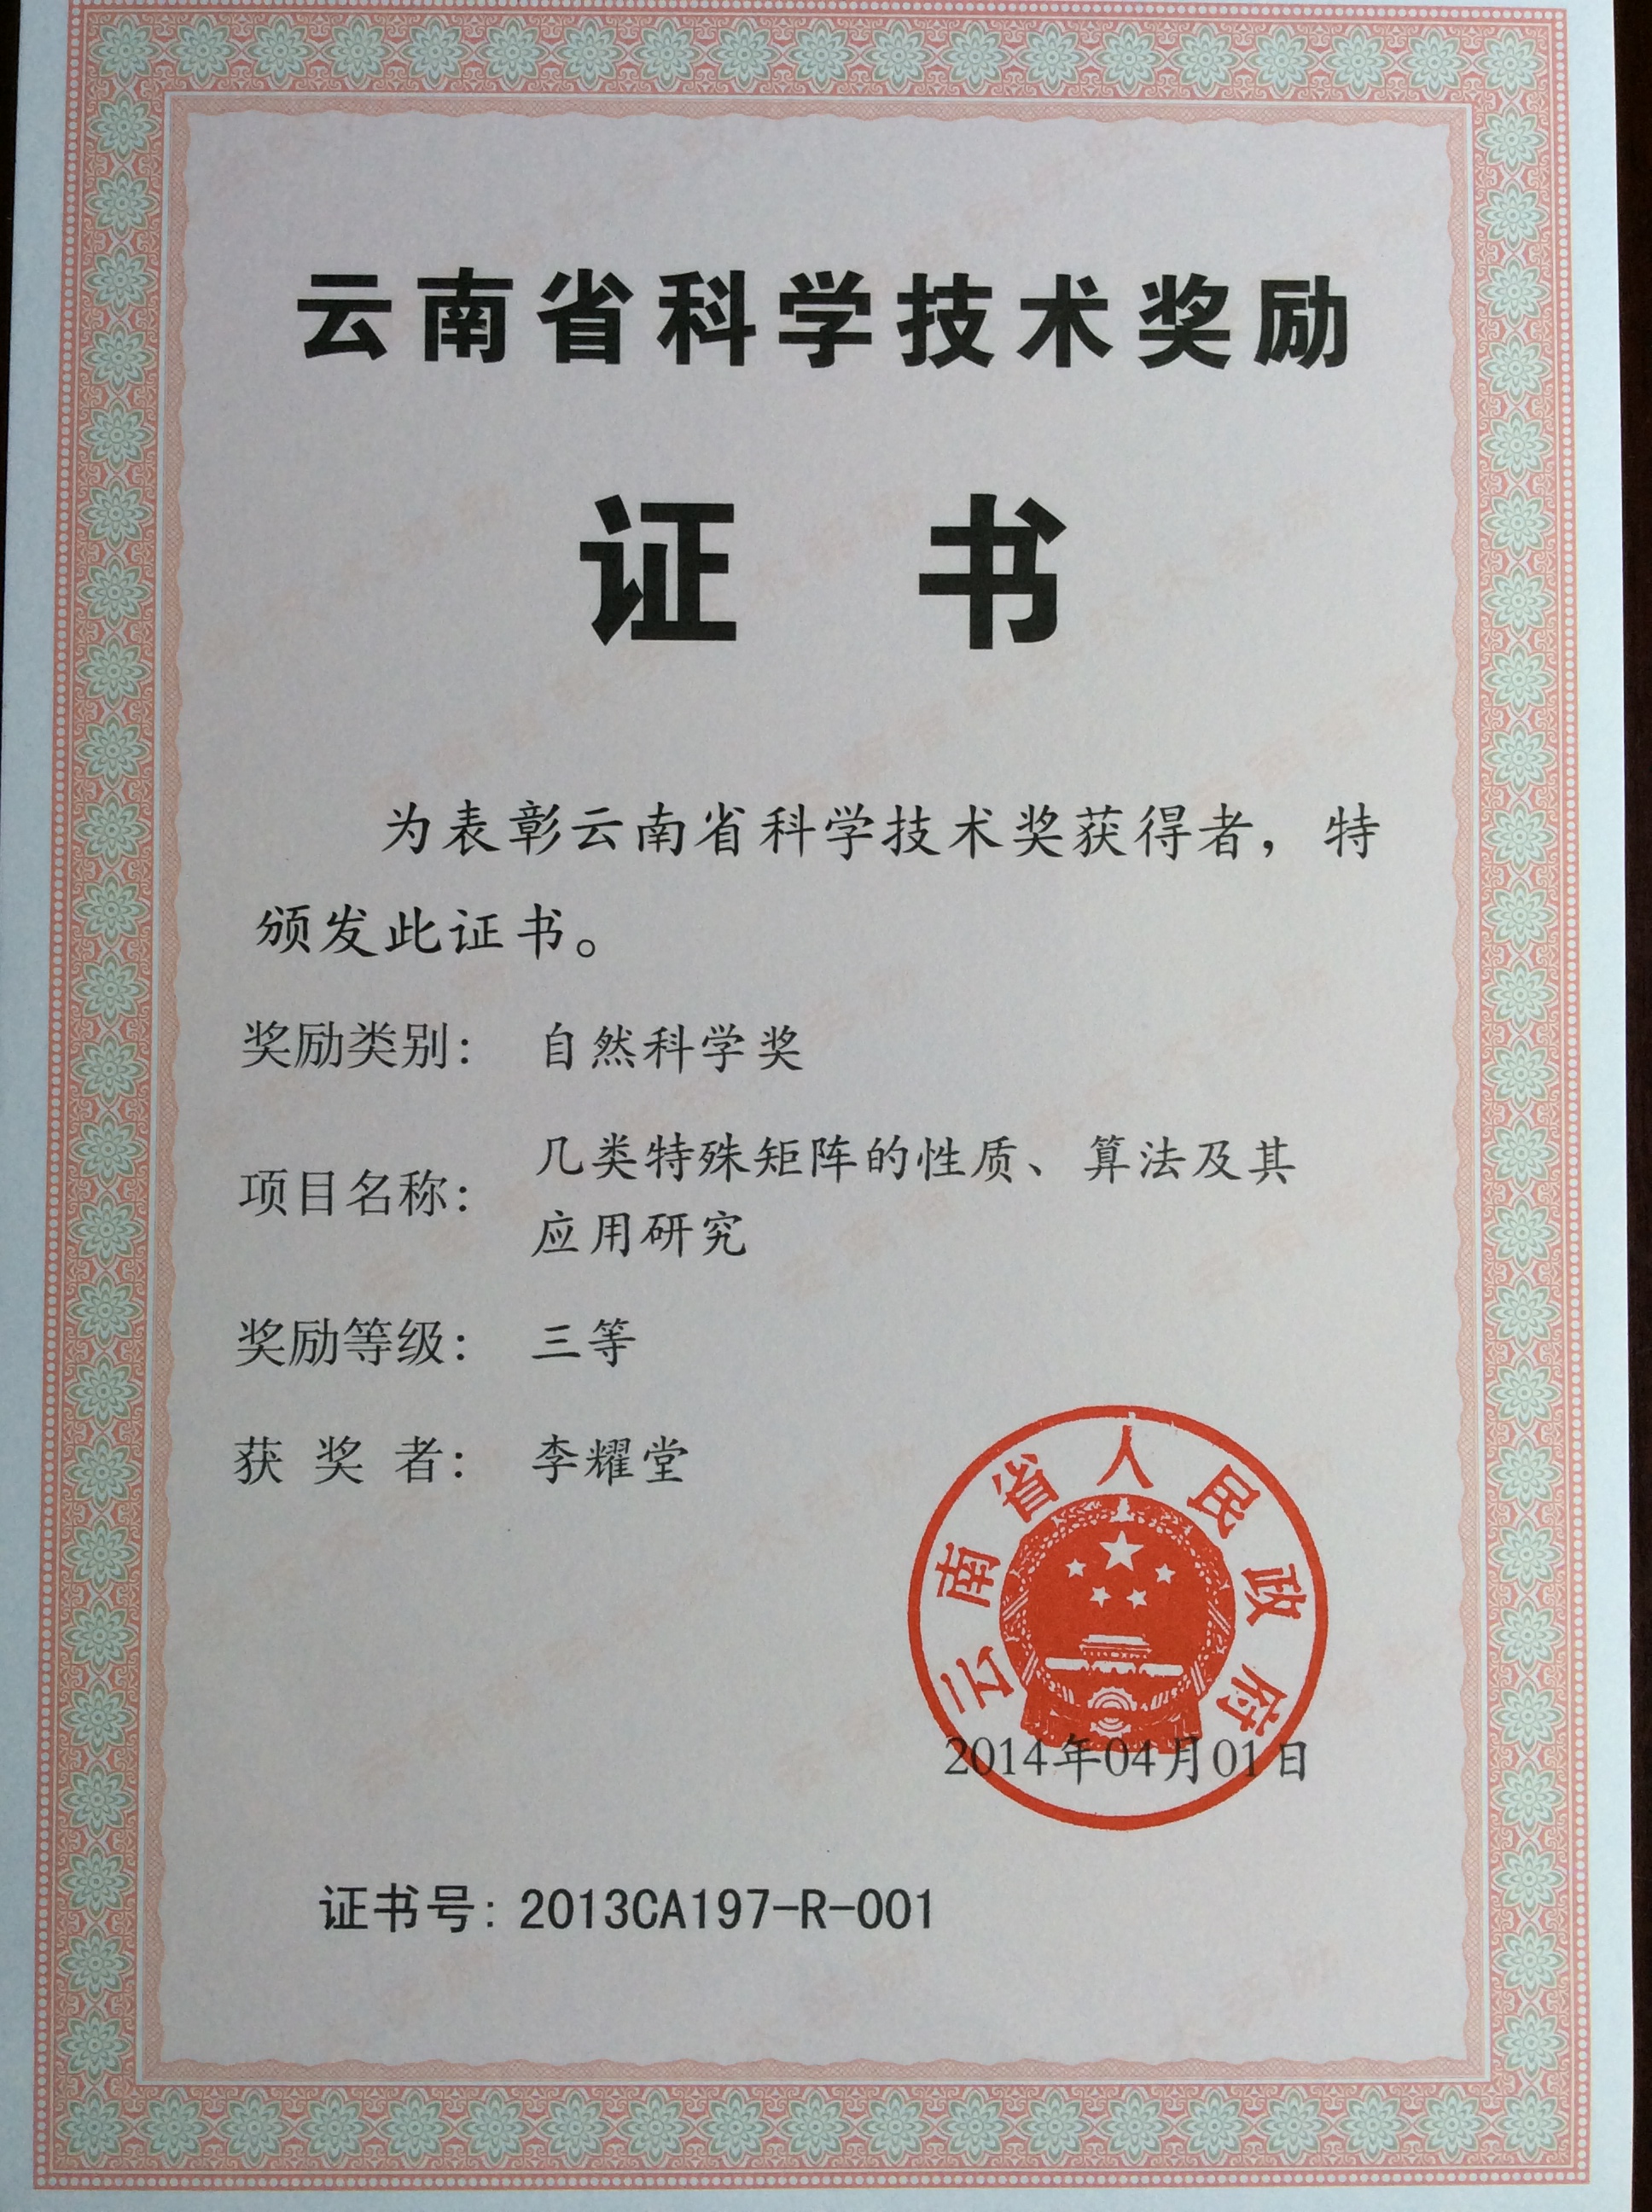 云南省科学技术奖励
证 书
为表彰云南省科学技术奖获得者，特
颁发此证书。
奖励类别： 自然科学奖
项目名称： 几类特殊矩阵的性质、算法及其
应用研究
奖励等级： 三等
获 奖 者： 李耀堂
云南省人民政府
2014年04月01日
证书号: 2013CA197-R-001